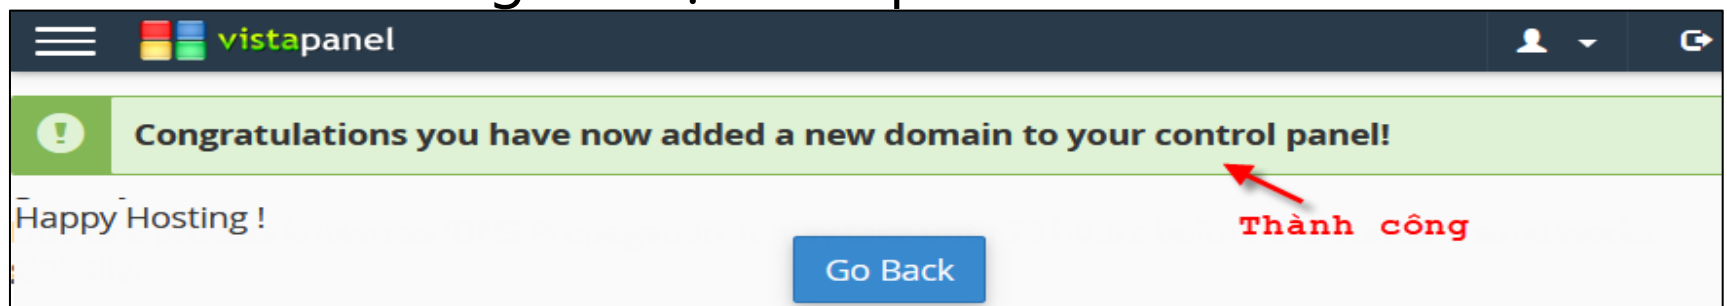 vistapanel
Congratulations you have now added a new domain to your control panel!
Happy Hosting !
Thành công
Go Back